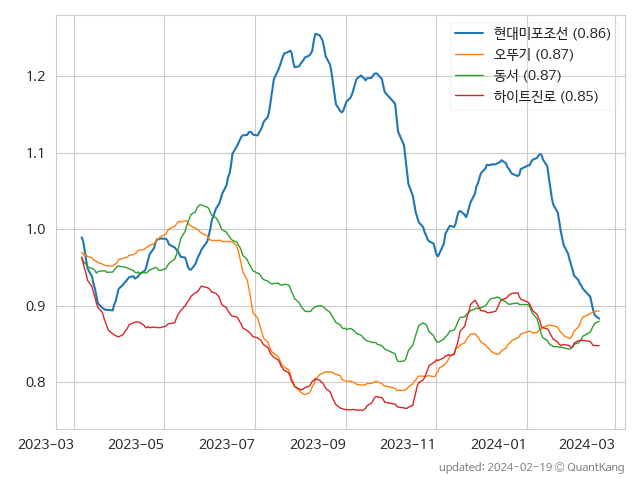 현대미포조선 (0.86)
오뚜기 (0.87)
동서 (0.87)
하이트진로 (0.85)
1.2
1.1
1.0
0.9
0.8
2023-03 2023-05 2023-07 2023-09 2023-11 2024-01 2024-03
updated: 2024-02-19 © QuantKang